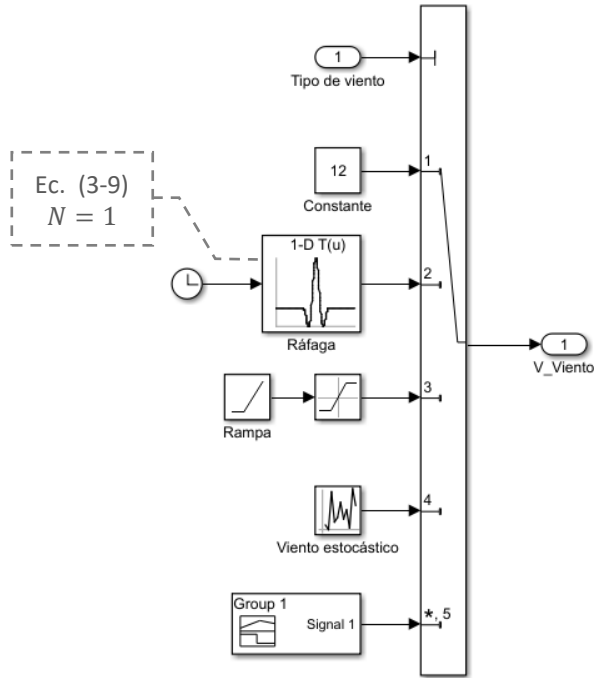 1
Tipo de viento
1
12
Constante
Ec. (3-9)
N = 1
1-D T(u)
2
Ráfaga
1
V_Viento
3
Rampa
4
Viento estocástico
Group 1
Signal 1
*, 5